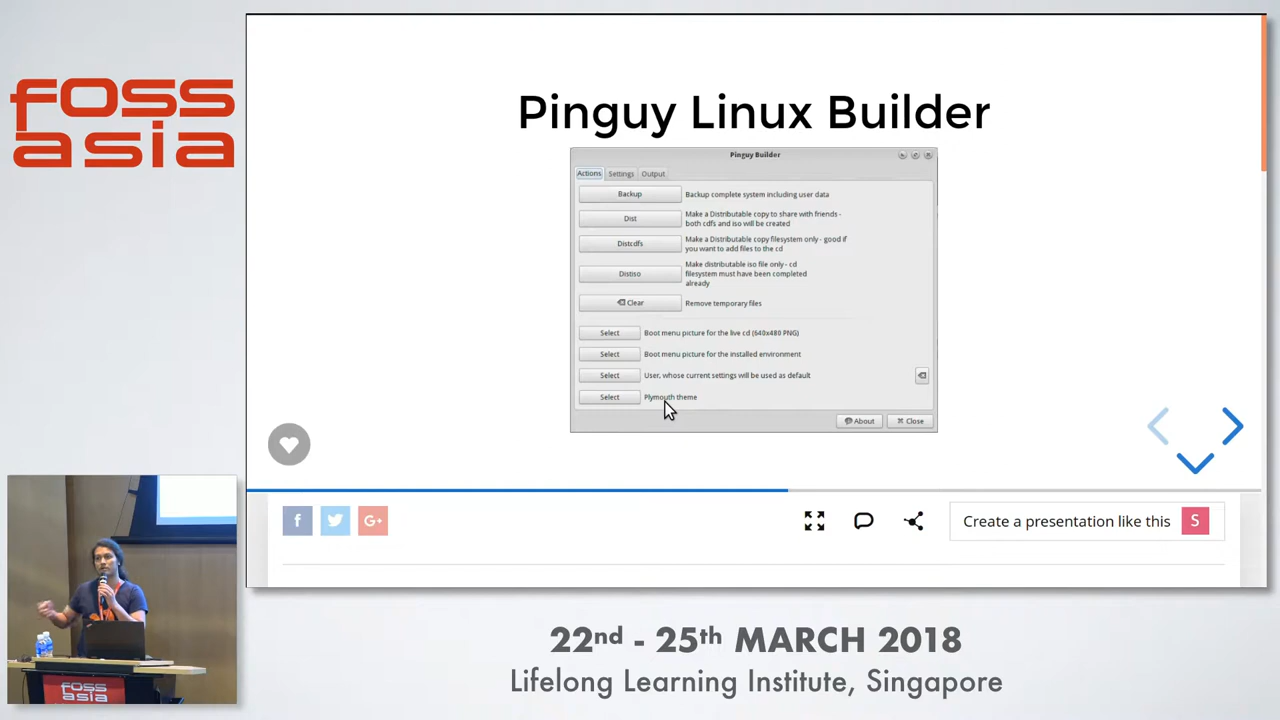 foss
asia
Pinguy Linux Builder
Pinguy Builder
Actions Settings Output
Backup Backup complete system including user data
Dist Make a Distributable copy to share with friends -
both cdfs and iso will be created
Distcdfs Make a Distributable copy filesystem only - good if
you want to add files to the cd
Distiso Make distributable iso file only - cd
filesystem must have been completed
already
Clear Remove temporary files
Select Boot menu picture for the live cd (640x480 PNG)
Select Boot menu picture for the installed environment
Select User, whose current settings will be used as default
Select Plymouth theme
About Close
f G+ Create a presentation like this S
foss
asia
22nd - 25th MARCH 2018
Lifelong Learning Institute, Singapore